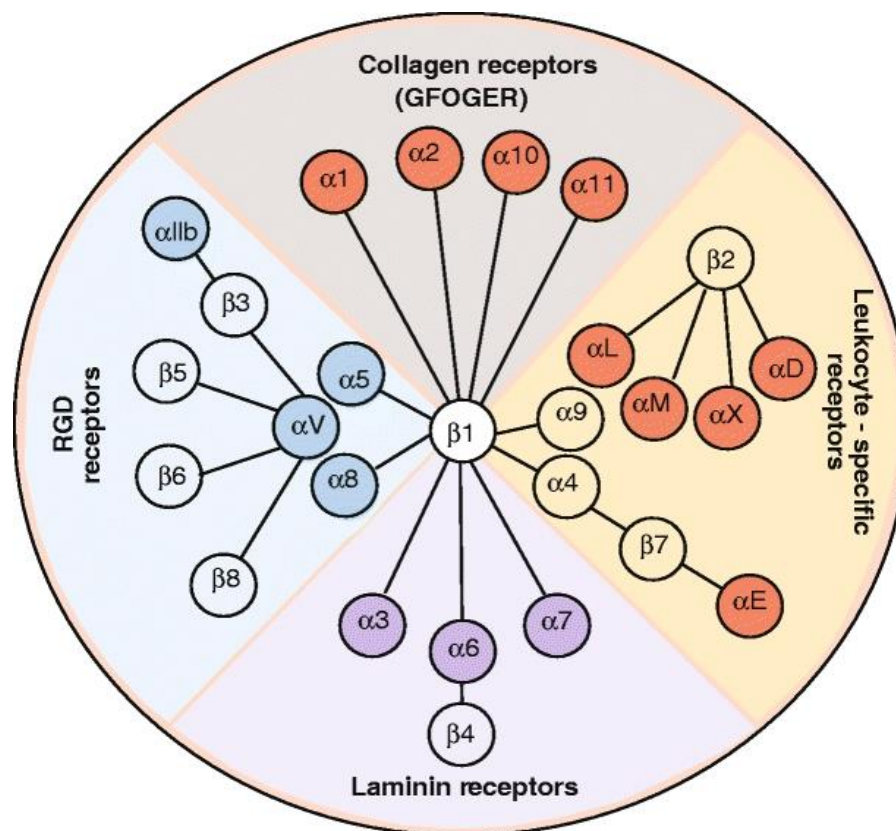 Collagen receptors
(GFOGER)
α1
α2
α10
α11
αIIb
β3
β5
αV
α5
β6
α8
β8
RGD
receptors
β1
β2
αL
αM
αX
αD
α9
α4
β7
αE
Leukocyte - specific
receptors
α3
α6
α7
β4
Laminin receptors